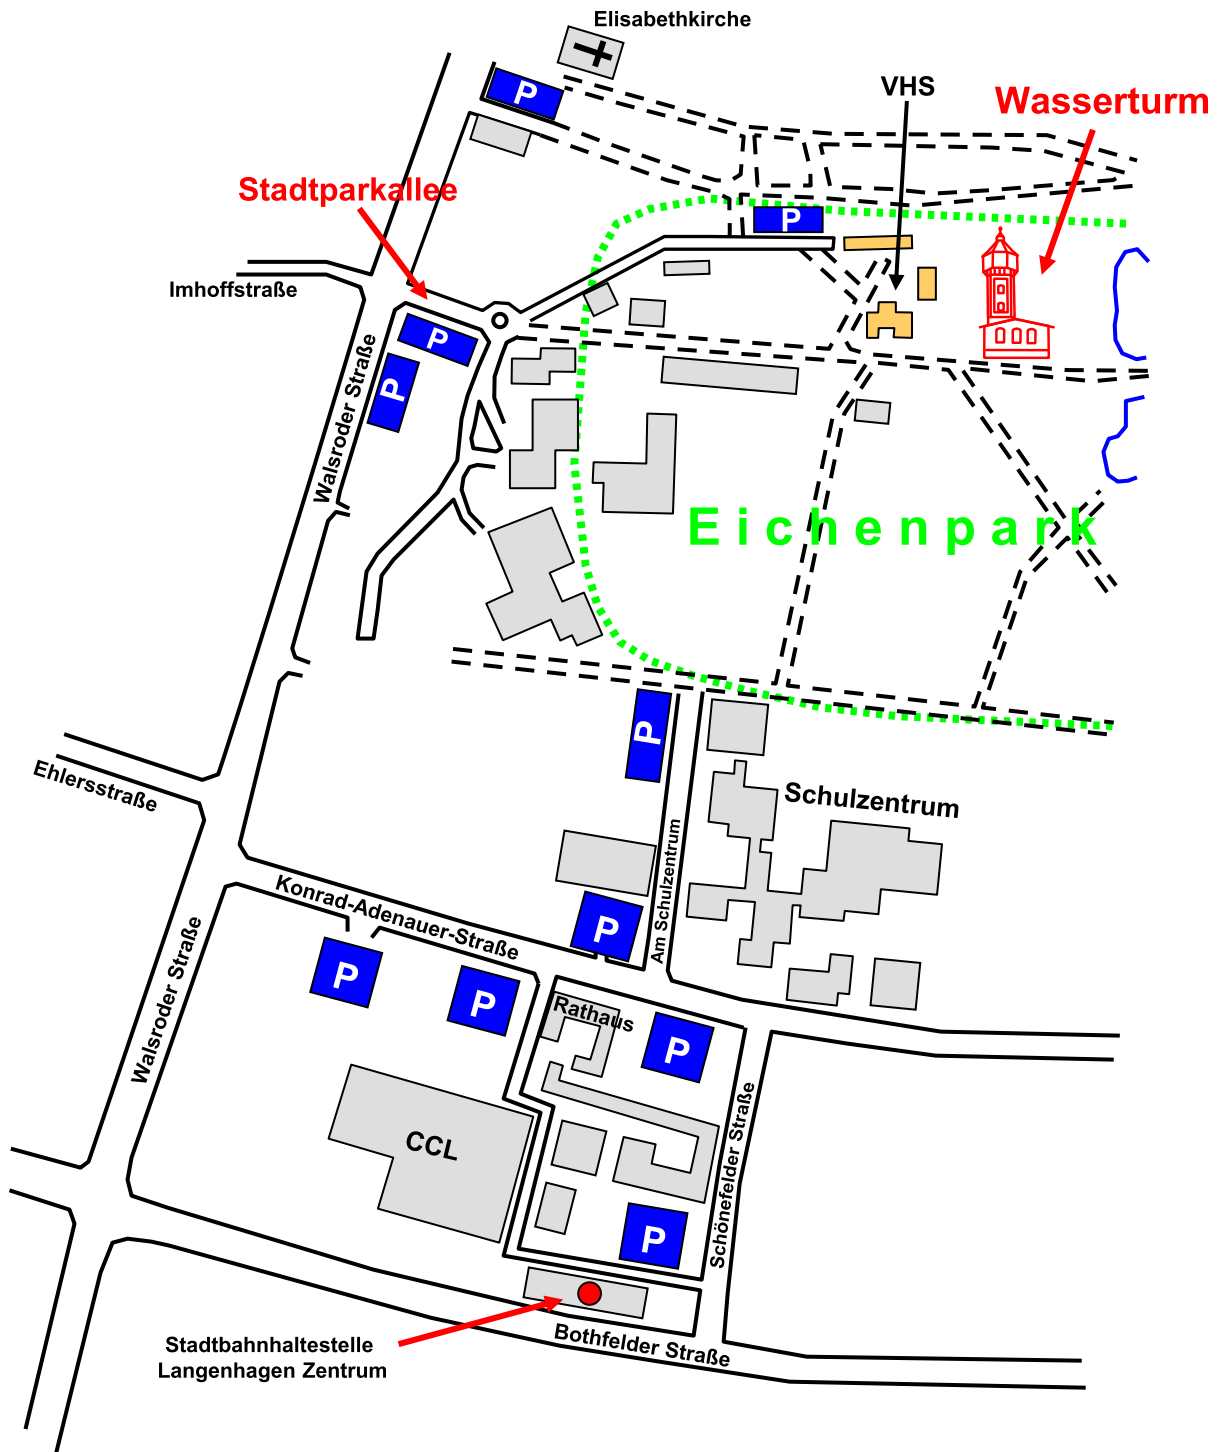 Elisabethkirche
P
VHS
Wasserturm
Stadtparkallee
P
Imhoffstraße
P
P
Walsroder Straße
Eichenpark
P
Ehlersstraße
Schulzentrum
Am Schulzentrum
Konrad-Adenauer-Straße
P
Walsroder Straße
P
P
Rathaus
P
CCL
Schönefelder Straße
P
Stadtbahnhaltestelle
Langenhagen Zentrum
Bothfelder Straße